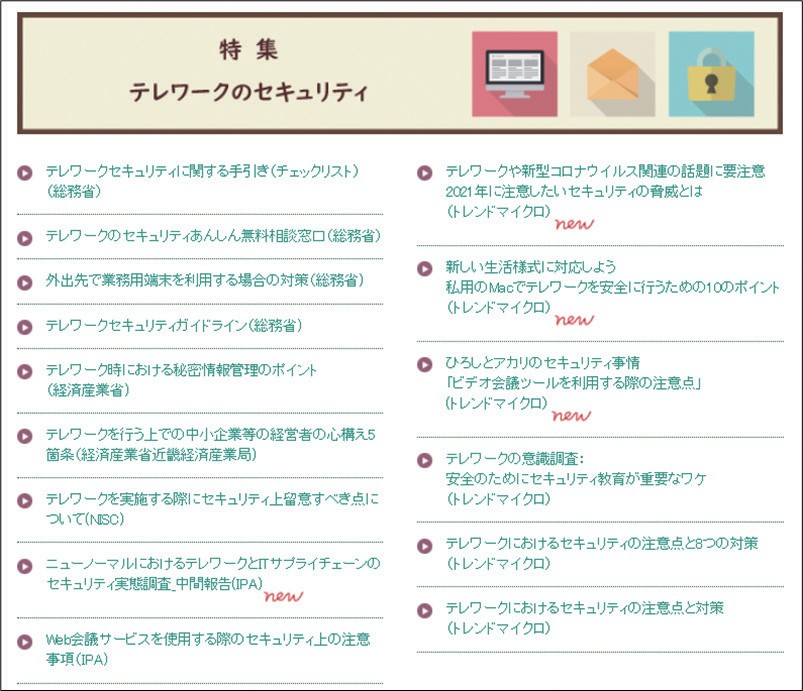 特 集
テレワークのセキュリティ
テレワークセキュリティに関する手引き(チェックリスト)
(総務省)
テレワークのセキュリティあんしん無料相談窓口(総務省)
外出先で業務用端末を利用する場合の対策(総務省)
テレワークセキュリティガイドライン(総務省)
テレワーク時における秘密情報管理のポイント
(経済産業省)
テレワークを行う上での中小企業等の経営者の心構え5
箇条(経済産業省近畿経済産業局)
テレワークを実施する際にセキュリティ上留意すべき点に
ついて(NISC)
ニューノーマルにおけるテレワークとITサプライチェーンの
セキュリティ実態調査_中間報告(IPA)
new
Web会議サービスを使用する際のセキュリティ上の注意
事項(IPA)
テレワークや新型コロナウイルス関連の話題に要注意
2021年に注意したいセキュリティの脅威とは
(トレンドマイクロ)
new
新しい生活様式に対応しよう
私用のMacでテレワークを安全に行うための10のポイント
(トレンドマイクロ)
new
ひろしとアカリのセキュリティ事情
「ビデオ会議ツールを利用する際の注意点」
(トレンドマイクロ)
new
テレワークの意識調査:
安全のためにセキュリティ教育が重要なワケ
(トレンドマイクロ)
テレワークにおけるセキュリティの注意点と8つの対策
(トレンドマイクロ)
テレワークにおけるセキュリティの注意点と対策
(トレンドマイクロ)